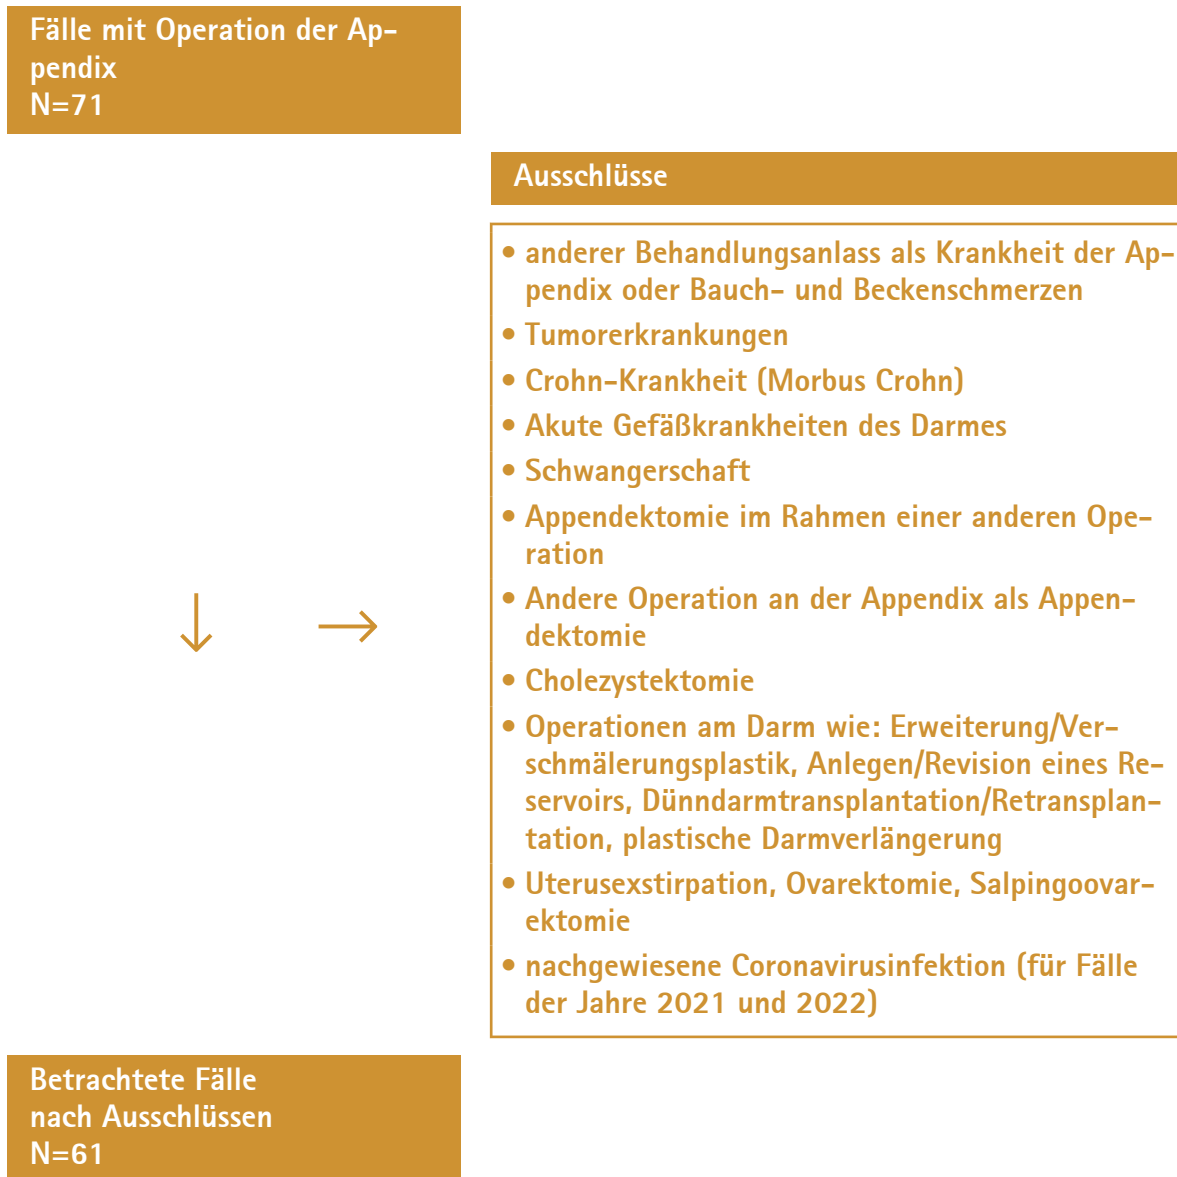 Fälle mit Operation der Ap-
pendix
N=71
Ausschlüsse
• anderer Behandlungsanlass als Krankheit der Ap-
pendix oder Bauch- und Beckenschmerzen
• Tumorerkrankungen
• Crohn-Krankheit (Morbus Crohn)
• Akute Gefäßkrankheiten des Darmes
• Schwangerschaft
• Appendektomie im Rahmen einer anderen Ope-
ration
• Andere Operation an der Appendix als Appen-
dektomie
• Cholezystektomie
• Operationen am Darm wie: Erweiterung/Ver-
schmälerungsplastik, Anlegen/Revision eines Re-
servoirs, Dünndarmtransplantation/Retransplan-
tation, plastische Darmverlängerung
• Uterusexstirpation, Ovarektomie, Salpingoovar-
ektomie
• nachgewiesene Coronavirusinfektion (für Fälle
der Jahre 2021 und 2022)
Betrachtete Fälle
nach Ausschlüssen
N=61